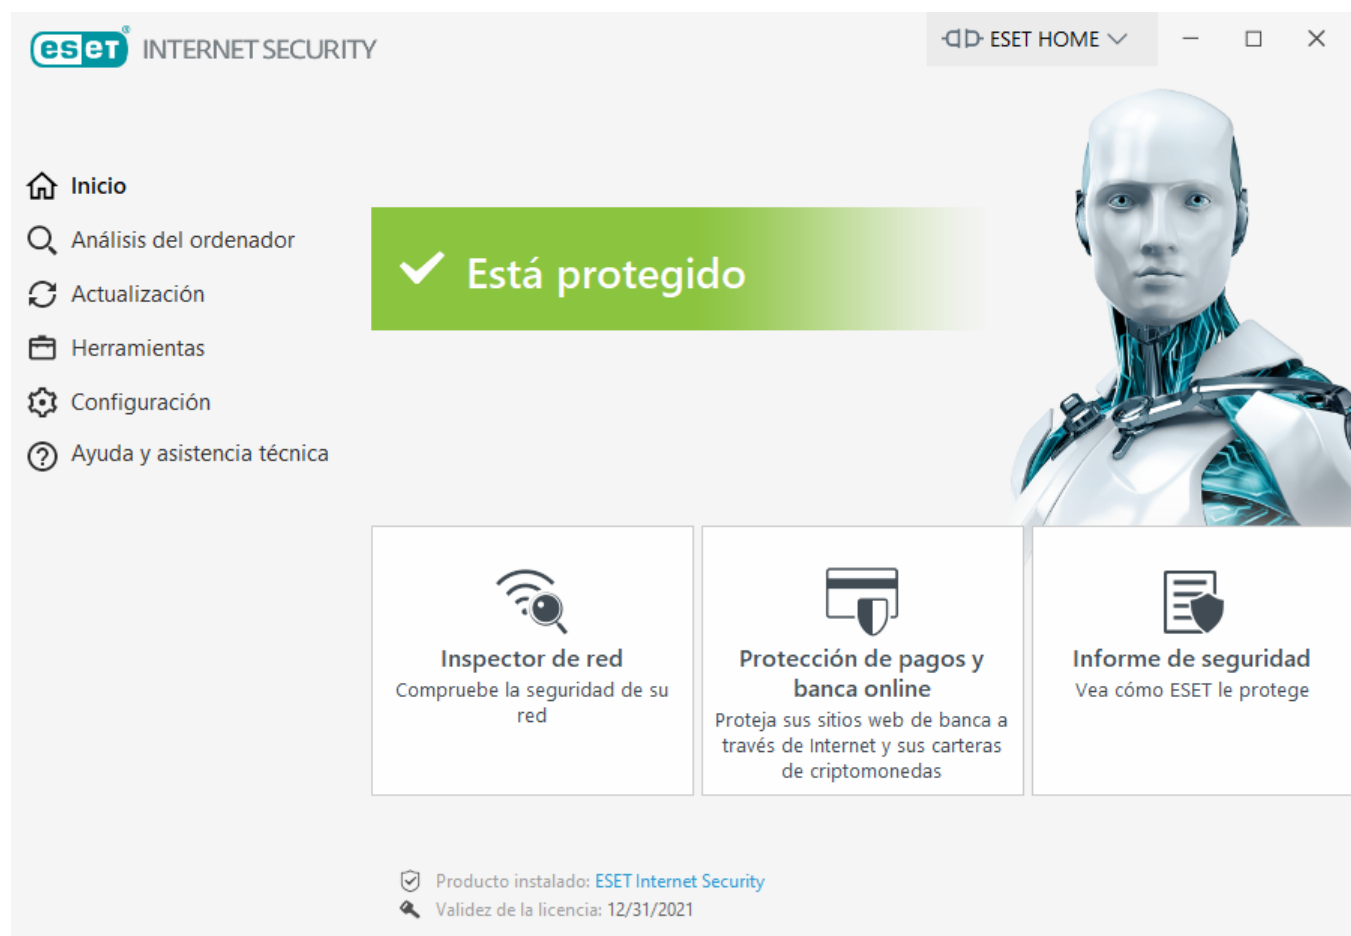 eset® INTERNET SECURITY
ESET HOME
Inicio
Análisis del ordenador
Actualización
Herramientas
Configuración
Ayuda y asistencia técnica
Está protegido
Inspector de red
Compruebe la seguridad de su
red
Protección de pagos y
banca online
Proteja sus sitios web de banca a
través de Internet y sus carteras
de criptomonedas
Informe de seguridad
Vea cómo ESET le protege
Producto instalado: ESET Internet Security
Validez de la licencia: 12/31/2021